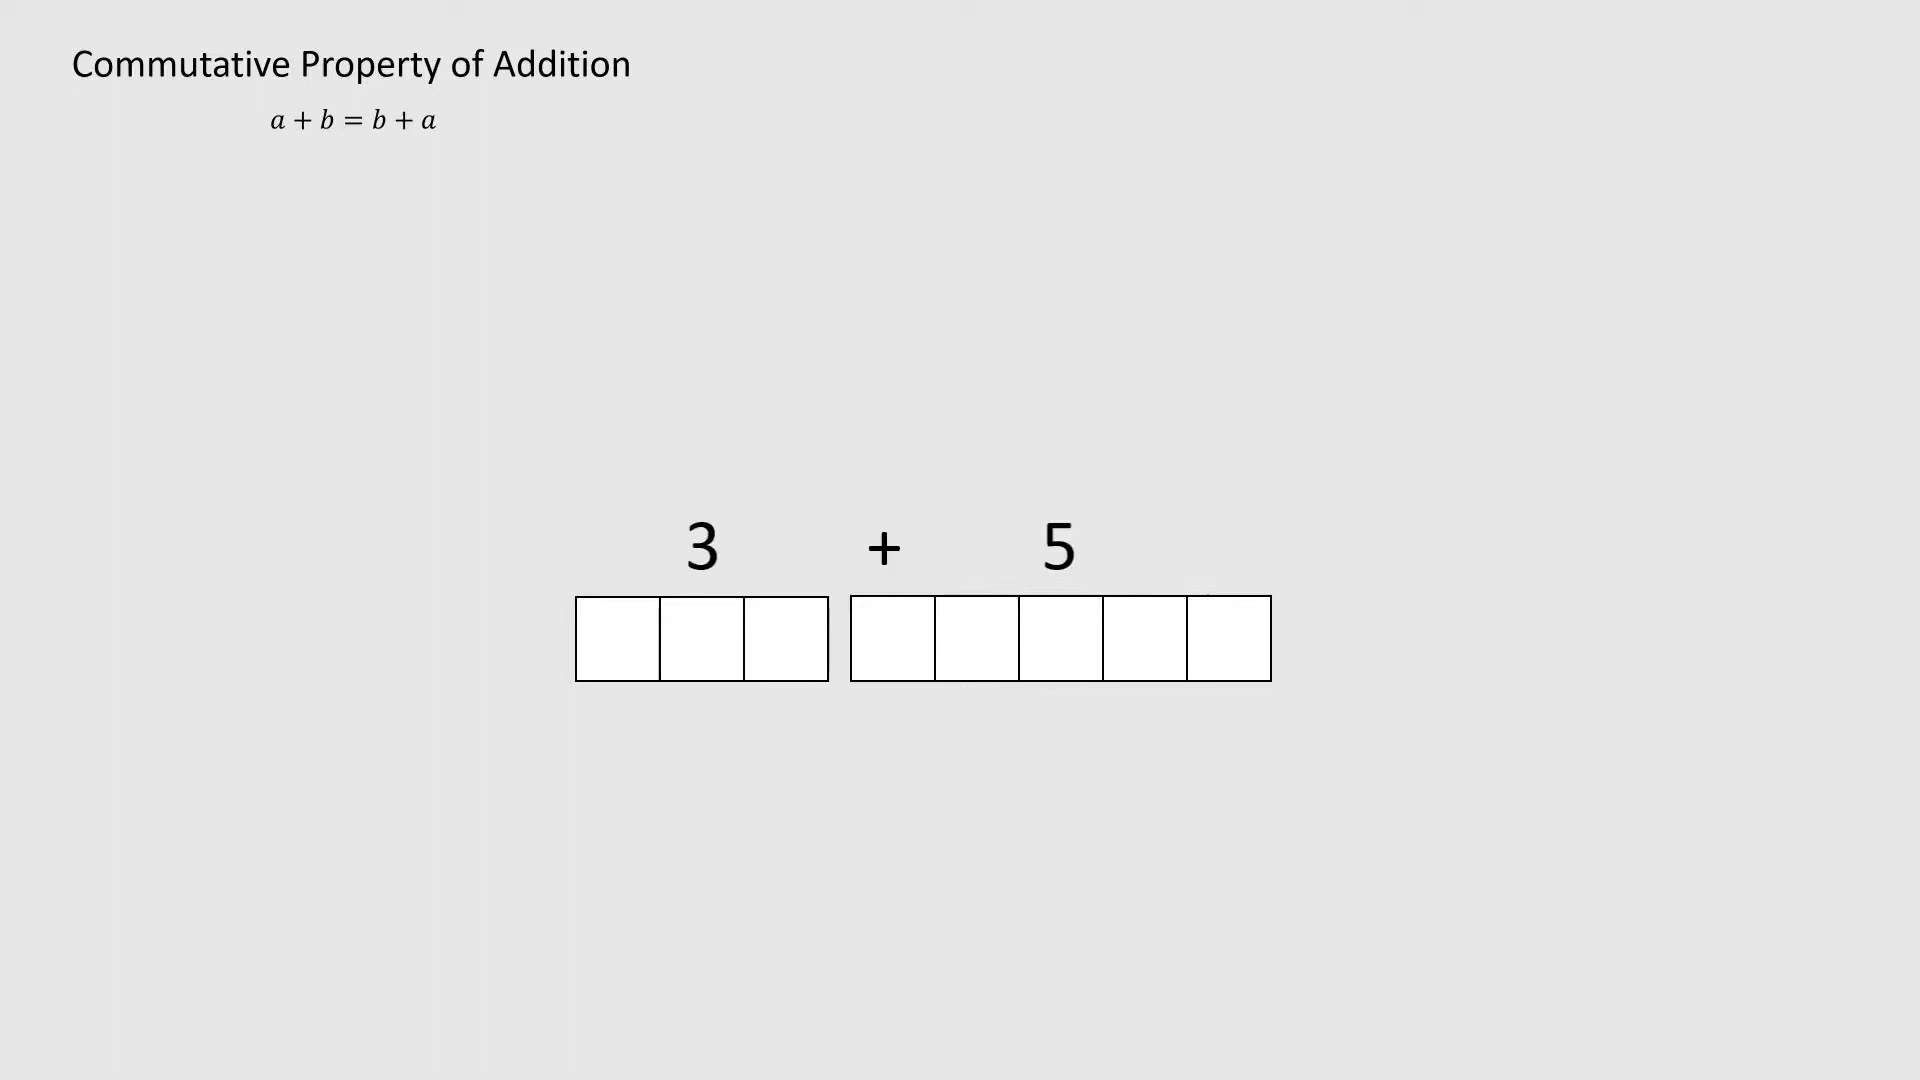 Commutative Property of Addition
a + b = b + a
3 + 5